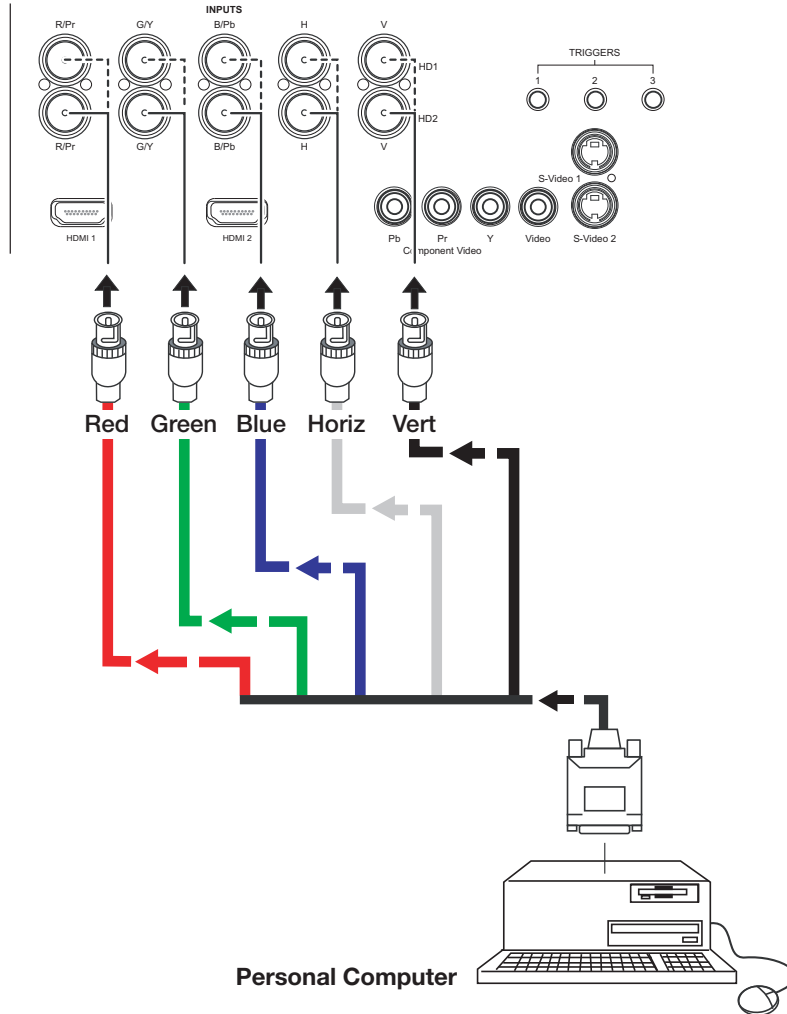 INPUTS
R/Pr G/Y B/Pb H V
HD1
HD2
R/Pr G/Y B/Pb H V
TRIGGERS
1 2 3
S-Video 1
HDMI 1 HDMI 2
Pb Pr Y Video S-Video 2
Component Video
Red Green Blue Horiz Vert
Personal Computer